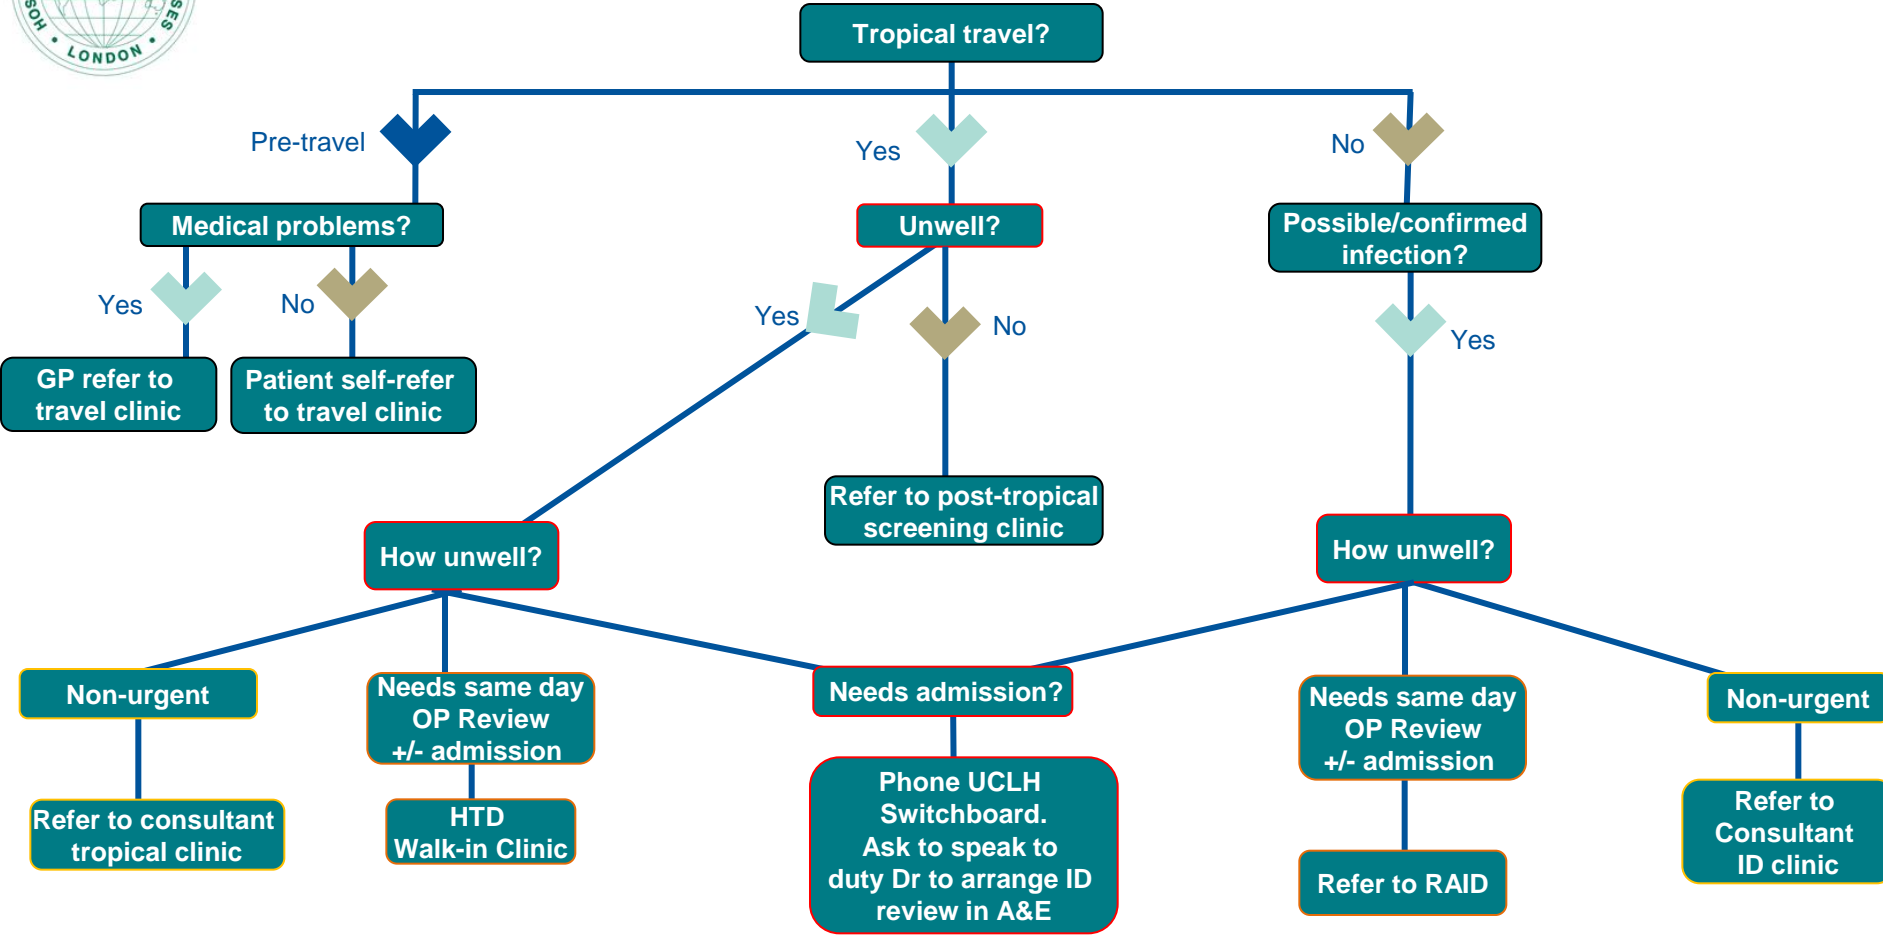 HOS
• LONDON •
SES
Tropical travel?
Pre-travel
Yes
No
Medical problems?
Unwell?
Possible/confirmed
infection?
Yes
No
Yes
No
Yes
GP refer to
travel clinic
Patient self-refer
to travel clinic
Refer to post-tropical
screening clinic
How unwell?
How unwell?
Non-urgent
Needs same day
OP Review
+/- admission
Needs admission?
Needs same day
OP Review
+/- admission
Non-urgent
Refer to consultant
tropical clinic
HTD
Walk-in Clinic
Phone UCLH
Switchboard.
Ask to speak to
duty Dr to arrange ID
review in A&E
Refer to RAID
Refer to
Consultant
ID clinic